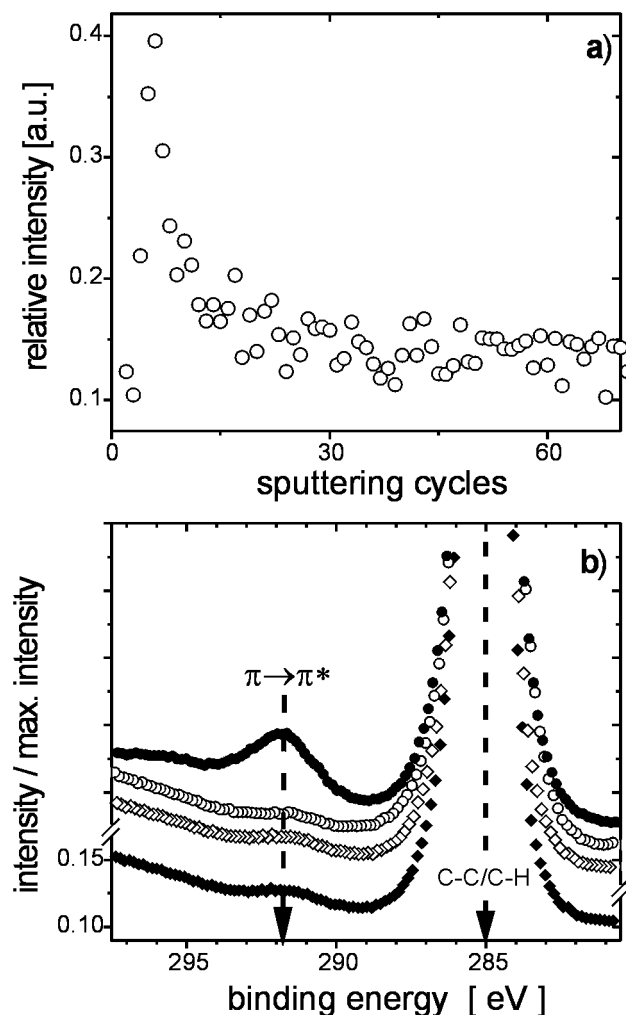 a)
0.4
0.3
0.2
0.1
relative intensity [a.u.]
0 30 60
sputtering cycles
b)
π→π*
C-C/C-H
0.15
0.10
intensity / max. intensity
295 290 285
binding energy [ eV ]